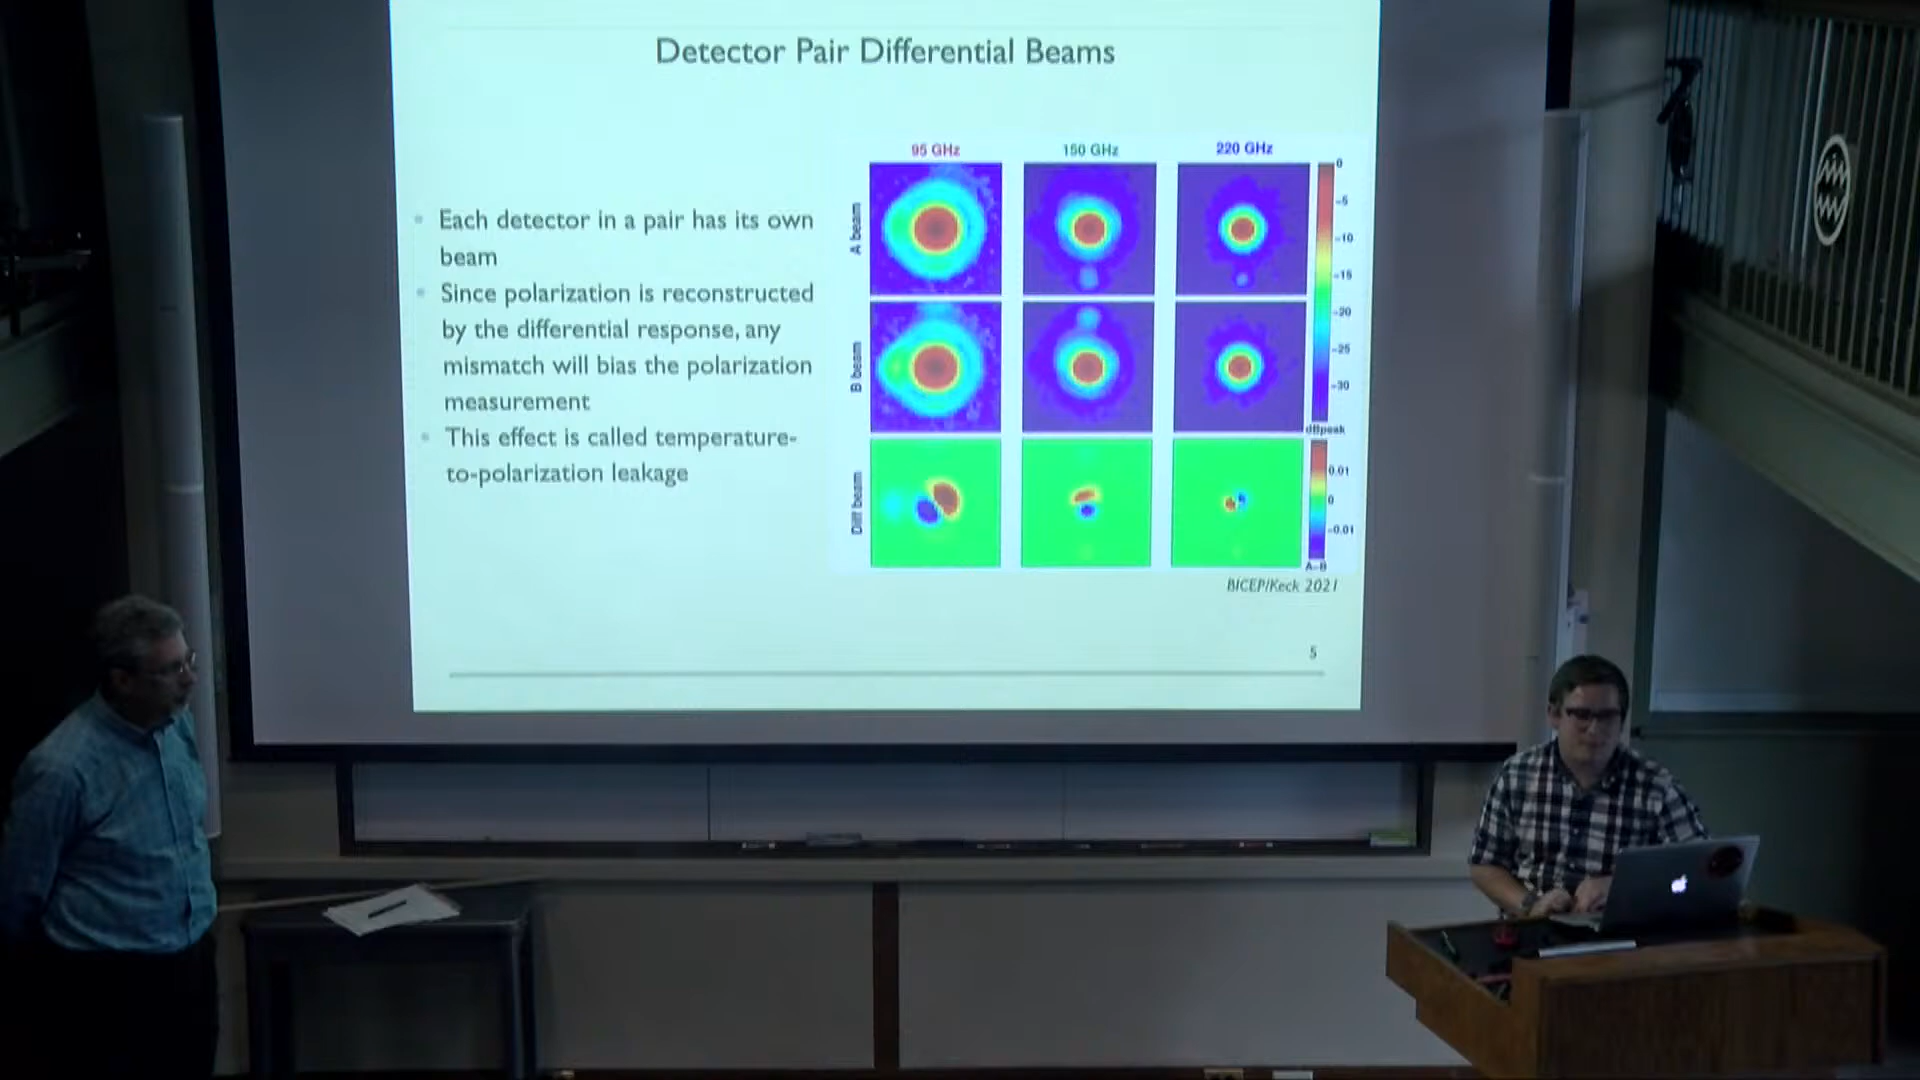 Detector Pair Differential Beams
Each detector in a pair has its own
beam
Since polarization is reconstructed
by the differential response, any
mismatch will bias the polarization
measurement
This effect is called temperature-
to-polarization leakage
95 GHz
150 GHz
220 GHz
A beam
B beam
Diff beam
0
-5
-10
-15
-20
-25
-30
dBpeak
0.01
0
-0.01
A-B
BICEP/Keck 2021
5